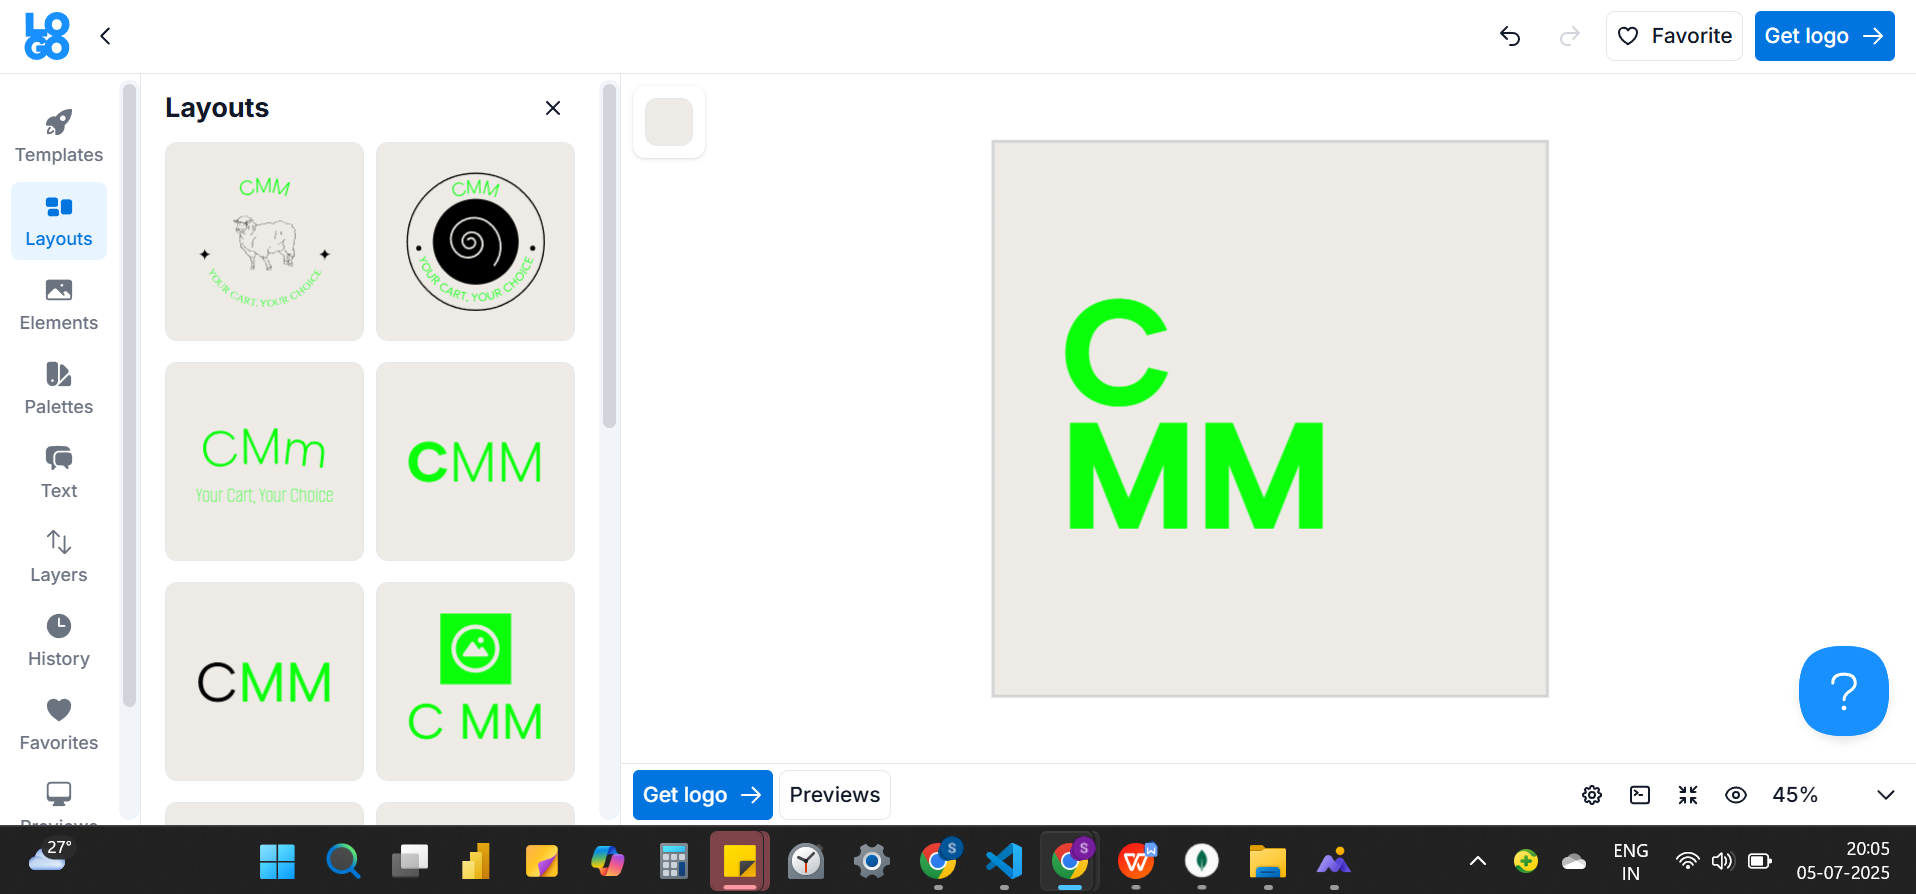 LO
GO
Favorite
Get logo
Templates
Layouts
Elements
Palettes
Text
Layers
History
Favorites
Previews
Layouts
CMM
YOUR CART, YOUR CHOICE
CMM
YOUR CART, YOUR CHOICE
CMm
Your Cart, Your Choice
CMM
CMM
C MM
C
MM
?
Get logo
Previews
45%
27°
S
S
W
W
ENG
IN
20:05
05-07-2025